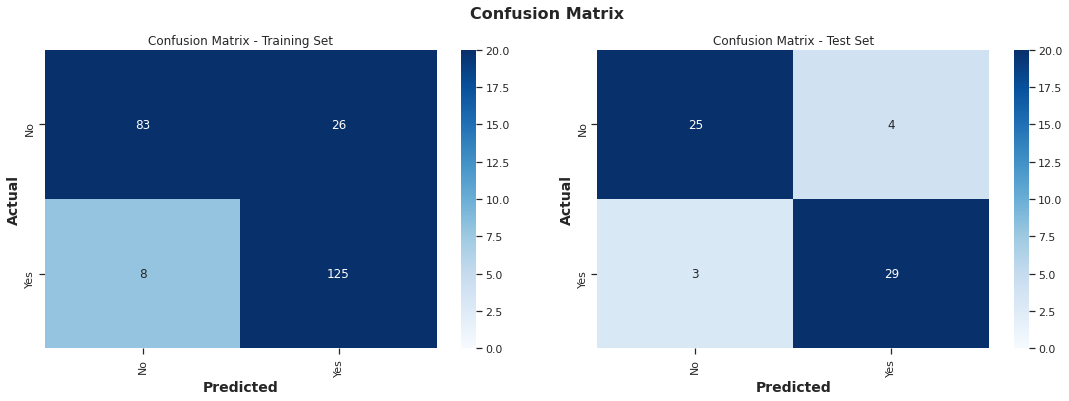 Confusion Matrix
Confusion Matrix - Training Set
No
Yes
Actual
83
26
8
125
No
Yes
Predicted
20.0
17.5
15.0
12.5
10.0
7.5
5.0
2.5
0.0
Confusion Matrix - Test Set
No
Yes
Actual
25
4
3
29
No
Yes
Predicted
20.0
17.5
15.0
12.5
10.0
7.5
5.0
2.5
0.0